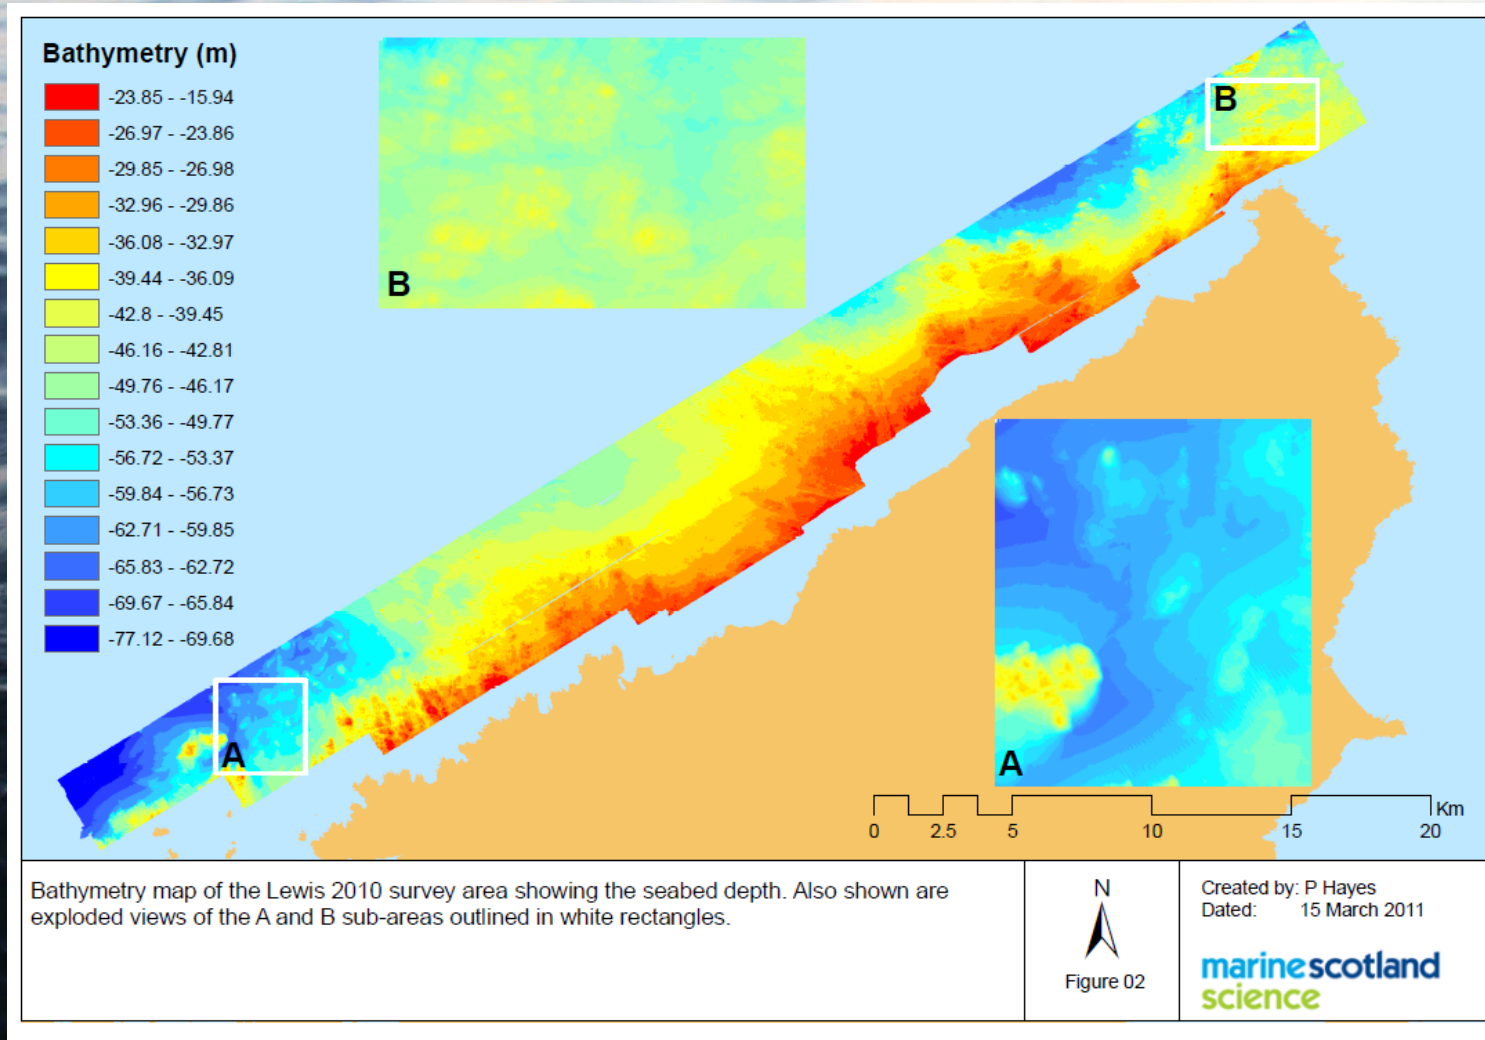 Bathymetry (m)
-23.85 - -15.94
-26.97 - -23.86
-29.85 - -26.98
-32.96 - -29.86
-36.08 - -32.97
-39.44 - -36.09
-42.8 - -39.45
-46.16 - -42.81
-49.76 - -46.17
-53.36 - -49.77
-56.72 - -53.37
-59.84 - -56.73
-62.71 - -59.85
-65.83 - -62.72
-69.67 - -65.84
-77.12 - -69.68
B
B
A
A
0 2.5 5 10 15 20 Km
Bathymetry map of the Lewis 2010 survey area showing the seabed depth. Also shown are
exploded views of the A and B sub-areas outlined in white rectangles.
N
Figure 02
Created by: P Hayes
Dated: 15 March 2011
marinescotland
science